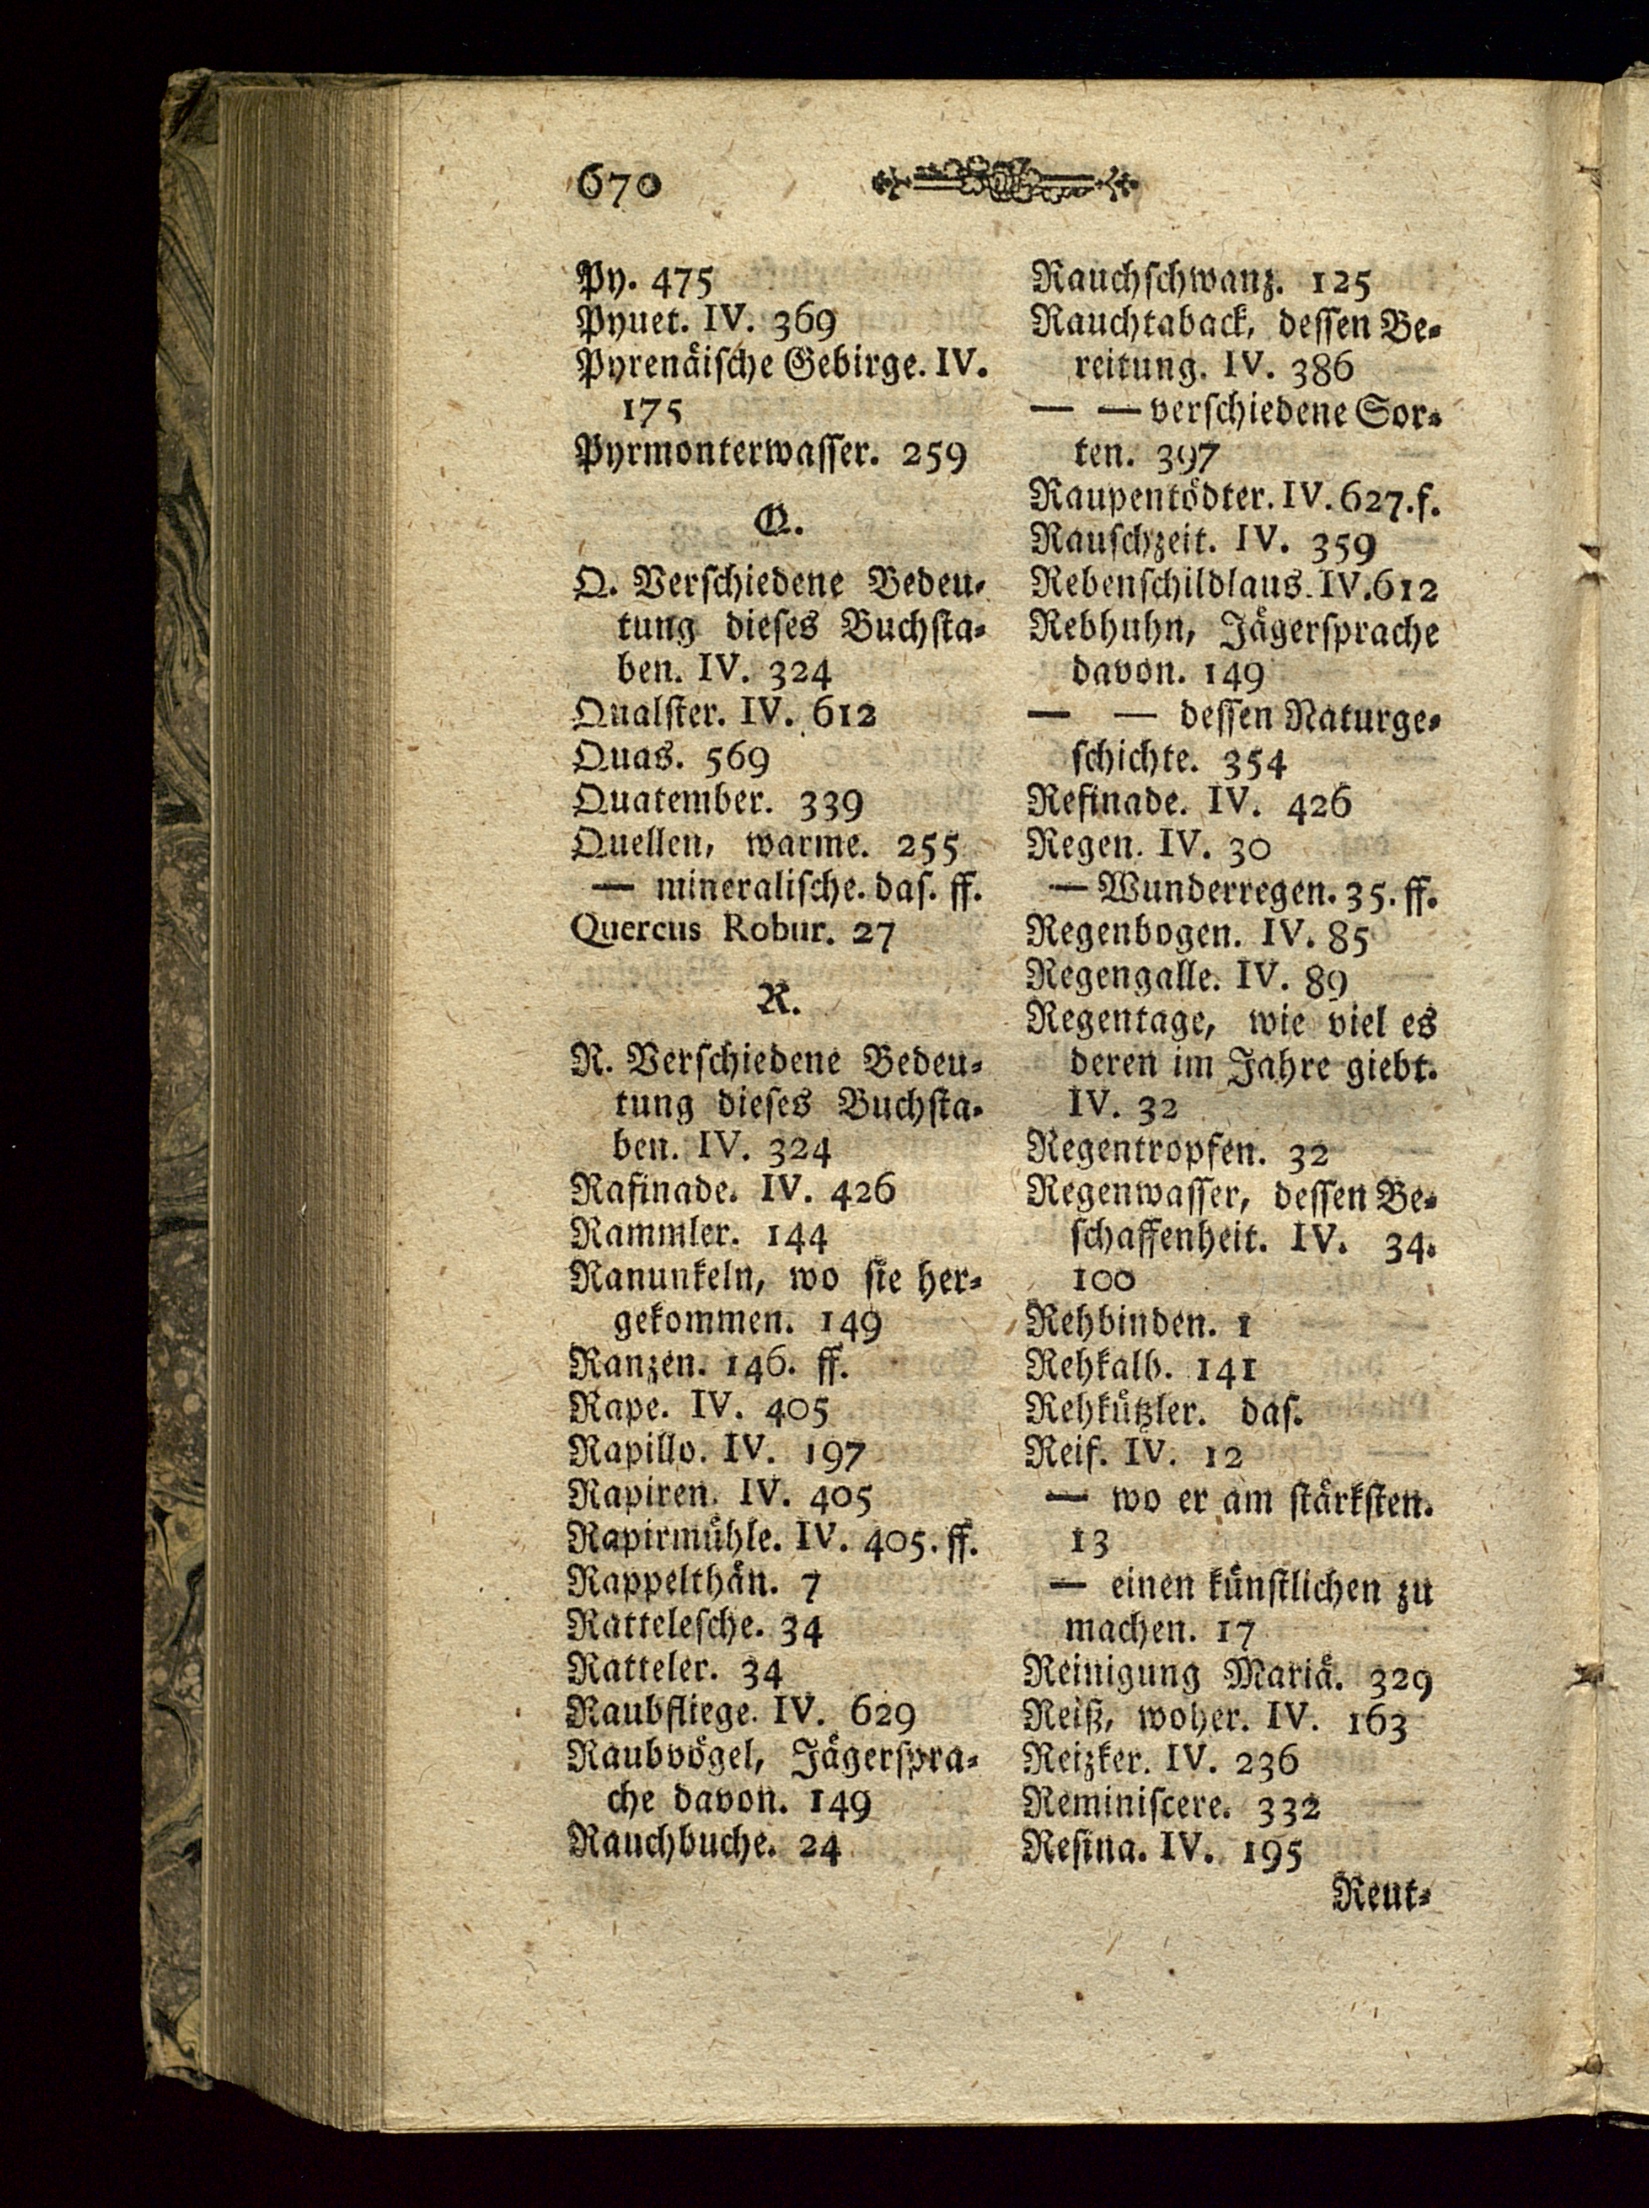 670
Py. 475
Pyuet. IV. 369
Pyrenäiſche Gebirge. IV.
175
Pyrmonterwaſſer. 259
Q.
Q. Verſchiedene Bedeu-
tung dieſes Buchſta-
ben. IV. 324
Qualſter. IV. 612
Quas. 569
Quatember. 339
Quellen, warme. 255
— mineraliſche. daſ. ff.
Quercus Robur. 27
R.
R. Verſchiedene Bedeu-
tung dieſes Buchſta-
ben. IV. 324
Rafinade. IV. 426
Rammler. 144
Ranunkeln, wo ſie her-
gekommen. 149
Ranzen. 146. ff.
Rape. IV. 405
Rapillo. IV. 197
Rapiren. IV. 405
Rapirmühle. IV. 405. ff.
Rappelthän. 7
Ratteleſche. 34
Ratteler. 34
Raubfliege. IV. 629
Raubvögel, Jägerſpra-
che davon. 149
Rauchbuche. 24
Rauchſchwanz. 125
Rauchtaback, deſſen Be-
reitung. IV. 386
— — verſchiedene Sor-
ten. 397
Raupentödter. IV. 627. f.
Rauſchzeit. IV. 359
Rebenſchildlaus. IV. 612
Rebhuhn, Jägerſprache
davon. 149
— — deſſen Naturge-
ſchichte. 354
Refinade. IV. 426
Regen. IV. 30
— Wunderregen. 35. ff.
Regenbogen. IV. 85
Regengalle. IV. 89
Regentage, wie viel es
deren im Jahre giebt.
IV. 32
Regentropfen. 32
Regenwaſſer, deſſen Be-
ſchaffenheit. IV. 34.
100
Rehbinden. 1
Rehkalb. 141
Rehkützler. daſ.
Reif. IV. 12
— wo er am ſtärkſten.
13
— einen künſtlichen zu
machen. 17
Reinigung Mariä. 329
Reiß, woher. IV. 163
Reizker. IV. 236
Reminiſcere. 332
Reſina. IV. 195
Reut-